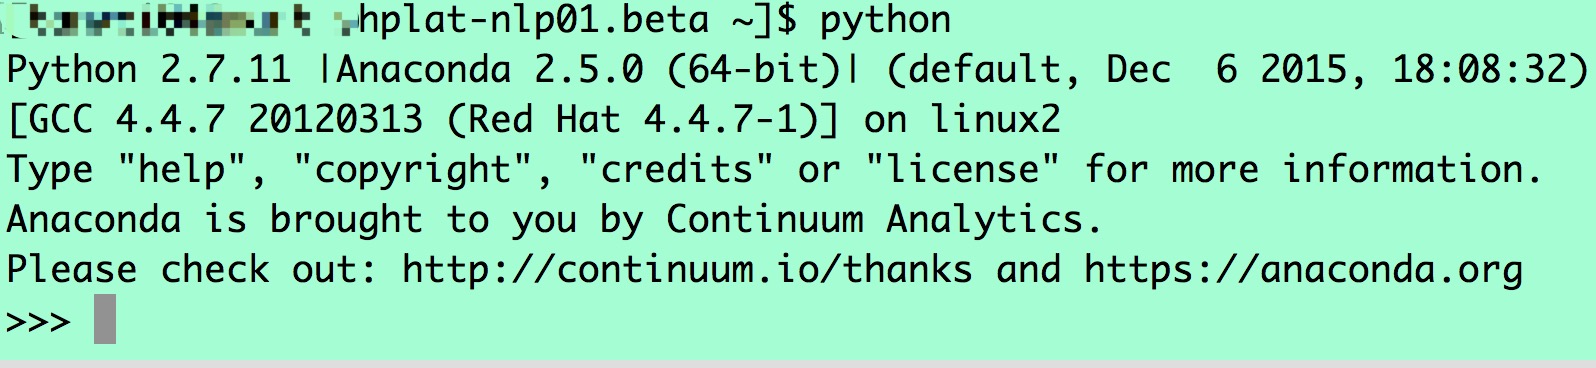 hplat-nlp01.beta ~]$ python
Python 2.7.11 |Anaconda 2.5.0 (64-bit)| (default, Dec  6 2015, 18:08:32)
[GCC 4.4.7 20120313 (Red Hat 4.4.7-1)] on linux2
Type "help", "copyright", "credits" or "license" for more information.
Anaconda is brought to you by Continuum Analytics.
Please check out: http://continuum.io/thanks and https://anaconda.org
>>>